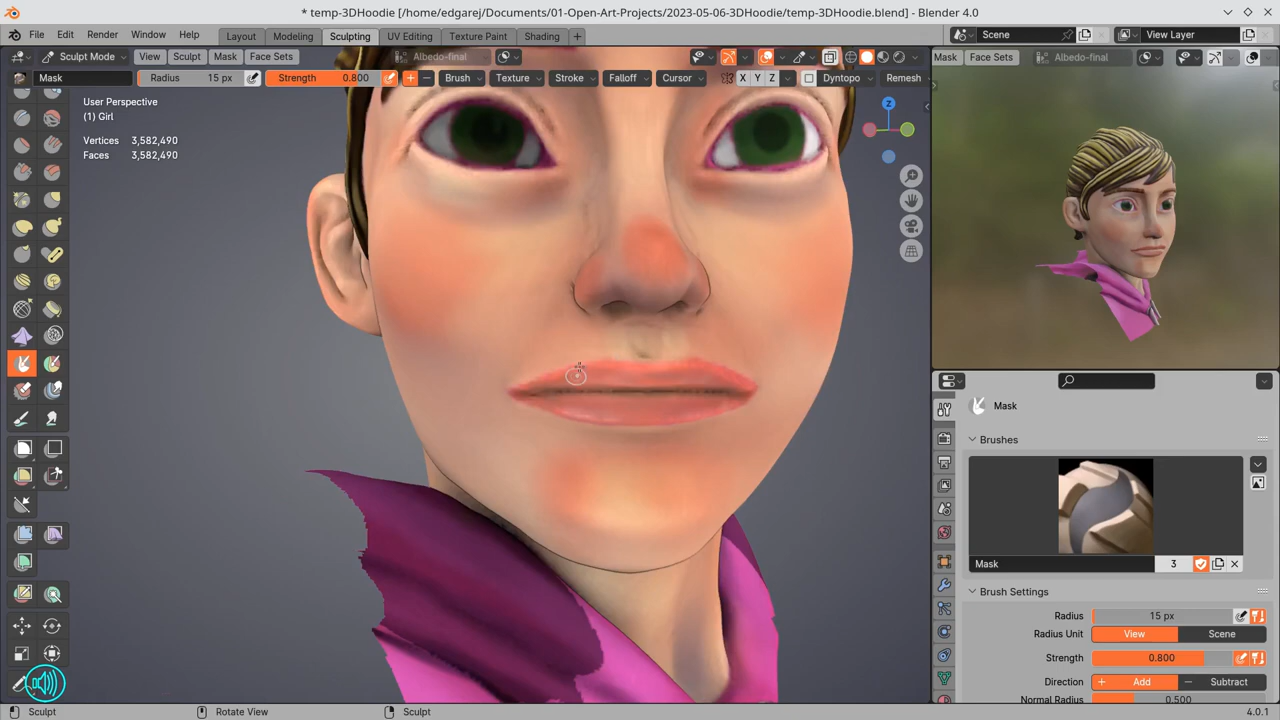 * temp-3DHoodie [/home/edgarej/Documents/01-Open-Art-Projects/2023-05-06-3DHoodie/temp-3DHoodie.blend] - Blender 4.0
File Edit Render Window Help Layout Modeling Sculpting UV Editing Texture Paint Shading + Scene View Layer
Sculpt Mode View Sculpt Mask Face Sets Albedo-final Mask Face Sets Albedo-final
Mask Radius 15 px Strength 0.800 Brush Texture Stroke Falloff Cursor X Y Z Dyntopo Remesh
User Perspective
(1) Girl
Vertices 3,582,490
Faces 3,582,490
Z
Mask
Brushes
Mask 3
Brush Settings
Radius 15 px
Radius Unit View Scene
Strength 0.800
Direction + Add − Subtract
Normal Radius 0.500
Sculpt Rotate View Sculpt 4.0.1